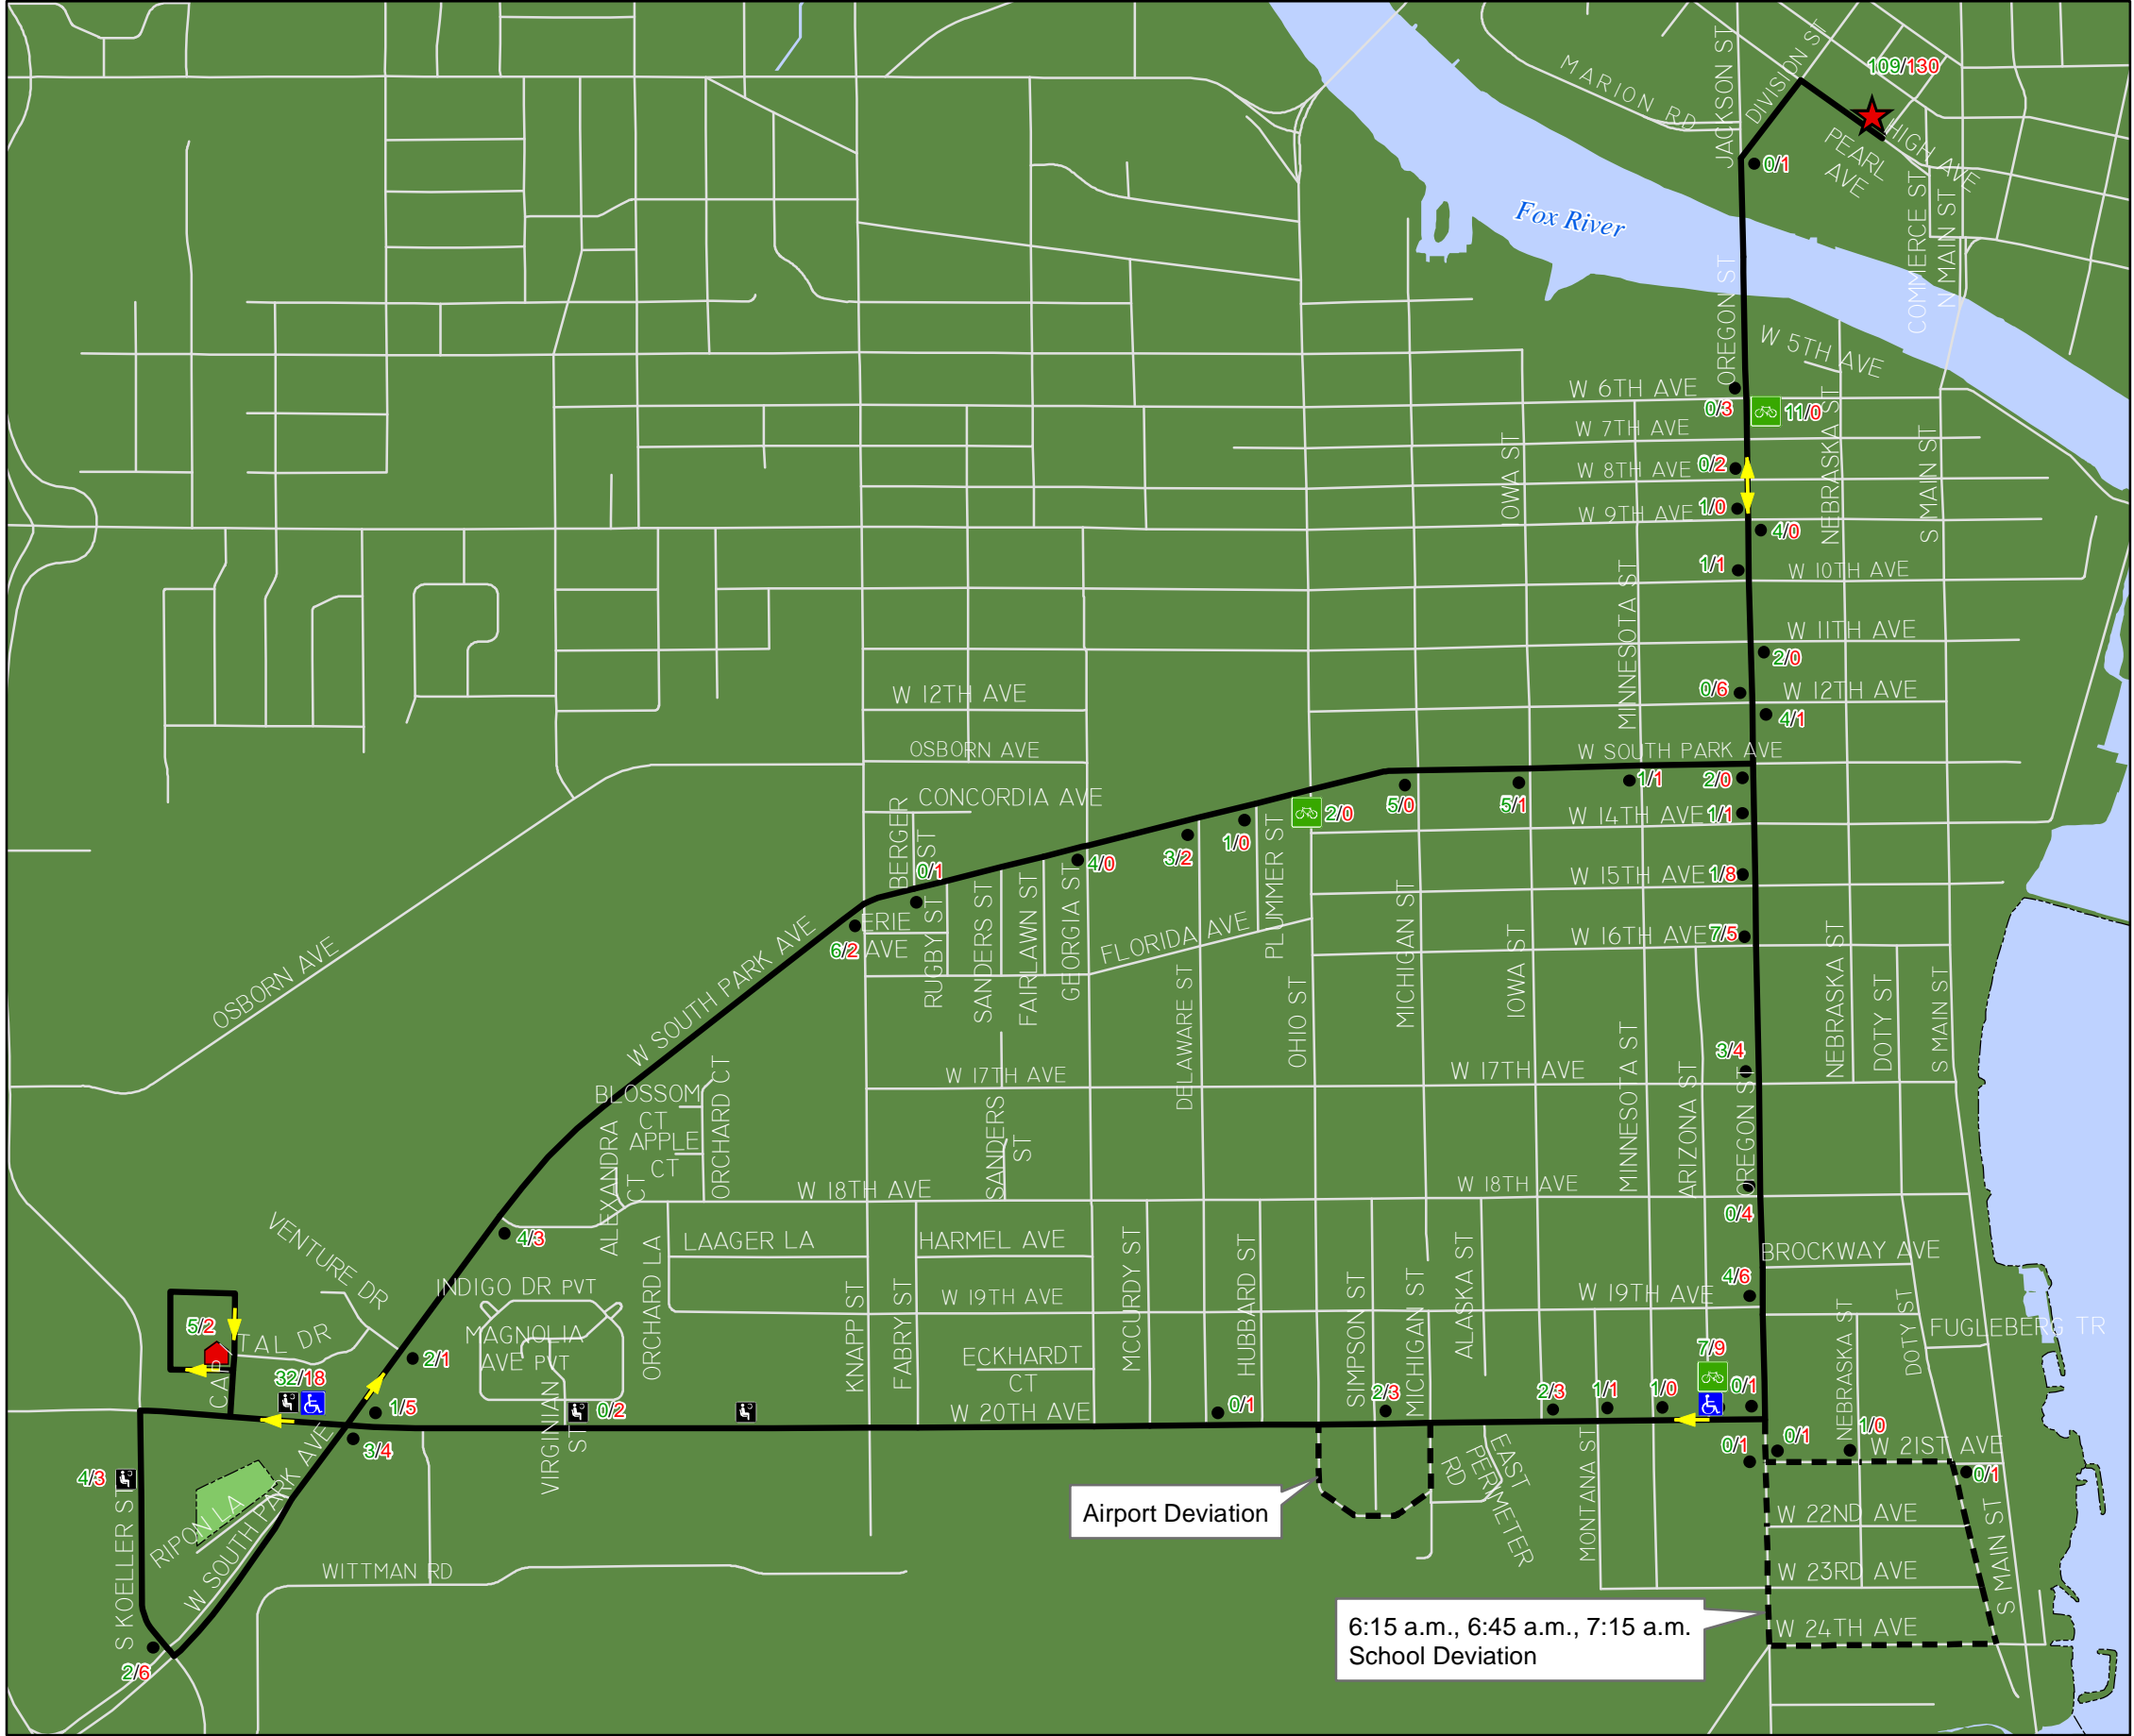 109/130
MARION RD
JACKSON ST
DIVISION ST
HIGH AVE
PEARL
AVE
0/1
COMMERCE ST
N MAIN ST
Fox River
OREGON ST
W 5TH AVE
W 6TH AVE
0/3
11/0
W 7TH AVE
NEBRASKA ST
S MAIN ST
IOWA ST
W 8TH AVE
0/2
W 9TH AVE
1/0
4/0
1/1
W 10TH AVE
MINNESOTA ST
W 11TH AVE
2/0
0/6
W 12TH AVE
4/1
W 12TH AVE
OSBORN AVE
W SOUTH PARK AVE
CONCORDIA AVE
BERGER
ST
2/0
5/0
5/1
1/1
2/0
W 14TH AVE
1/1
1/0
3/2
4/0
0/1
PLUMMER ST
W 15TH AVE
1/8
6/2
ERIE
AVE
RUGBY ST
SANDERS ST
FAIRLAWN ST
GEORGIA ST
FLORIDA AVE
MICHIGAN ST
IOWA ST
W 16TH AVE
7/5
OSBORN AVE
W SOUTH PARK AVE
DELAWARE ST
OHIO ST
NEBRASKA ST
DOTY ST
S MAIN ST
3/4
W 17TH AVE
W 17TH AVE
MINNESOTA ST
ARIZONA ST
OREGON ST
BLOSSOM
CT
APPLE
CT
ORCHARD CT
ALEXANDRA
CT
SANDERS
ST
W 18TH AVE
W 18TH AVE
0/4
4/3
VENTURE DR
LAAGER LA
HARMEL AVE
BROCKWAY AVE
INDIGO DR PVT
ORCHARD LA
W 19TH AVE
W 19TH AVE
4/6
KNAPP ST
FABRY ST
MCCURDY ST
HUBBARD ST
SIMPSON ST
MICHIGAN ST
ALASKA ST
NEBRASKA ST
DOTY ST
FUGLEBERG TR
5/2
TAL DR
CAP
MAGNOLIA
AVE PVT
2/1
ECKHARDT
CT
7/9
32/18
1/5
VIRGINIAN
ST
0/2
W 20TH AVE
0/1
2/3
2/3
1/1
1/0
0/1
3/4
0/1
0/1
1/0
W 21ST AVE
0/1
4/3
S KOELLER ST
RIPON LA
W SOUTH PARK AVE
EAST
PERIMETER
RD
MONTANA ST
Airport Deviation
W 22ND AVE
WITTMAN RD
W 23RD AVE
S MAIN ST
2/6
6:15 a.m., 6:45 a.m., 7:15 a.m.
School Deviation
W 24TH AVE